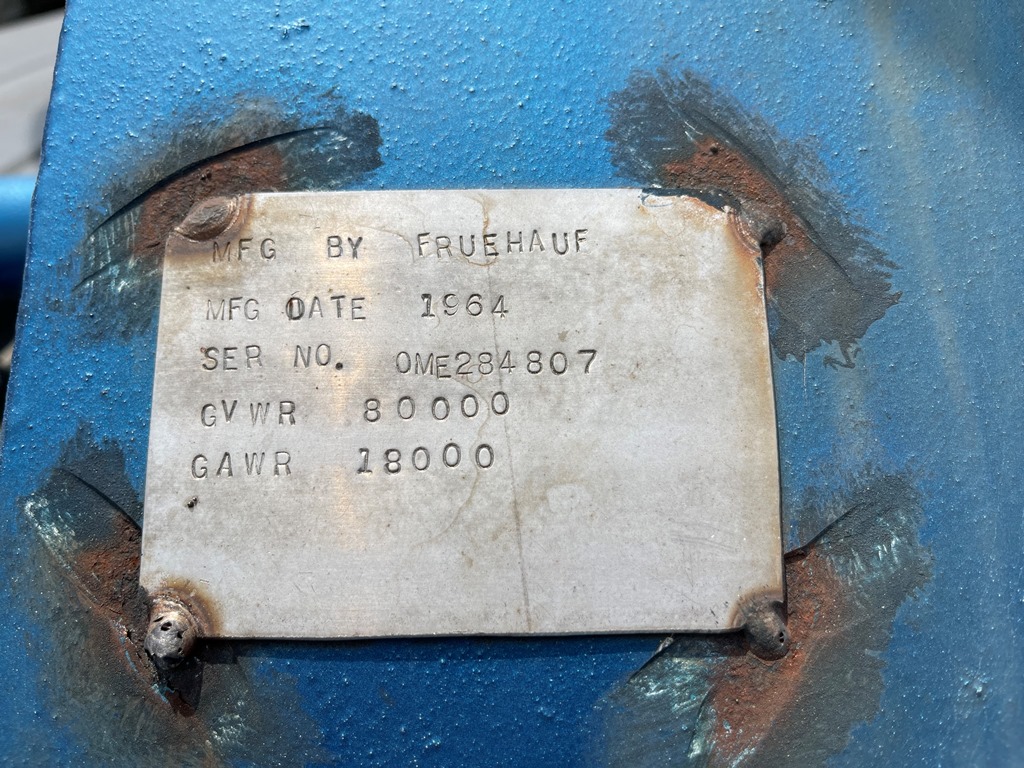 MFG BY FRUEHAUF
MFG DATE 1964
SER NO. OME284807
GVWR 80000
GAWR 18000